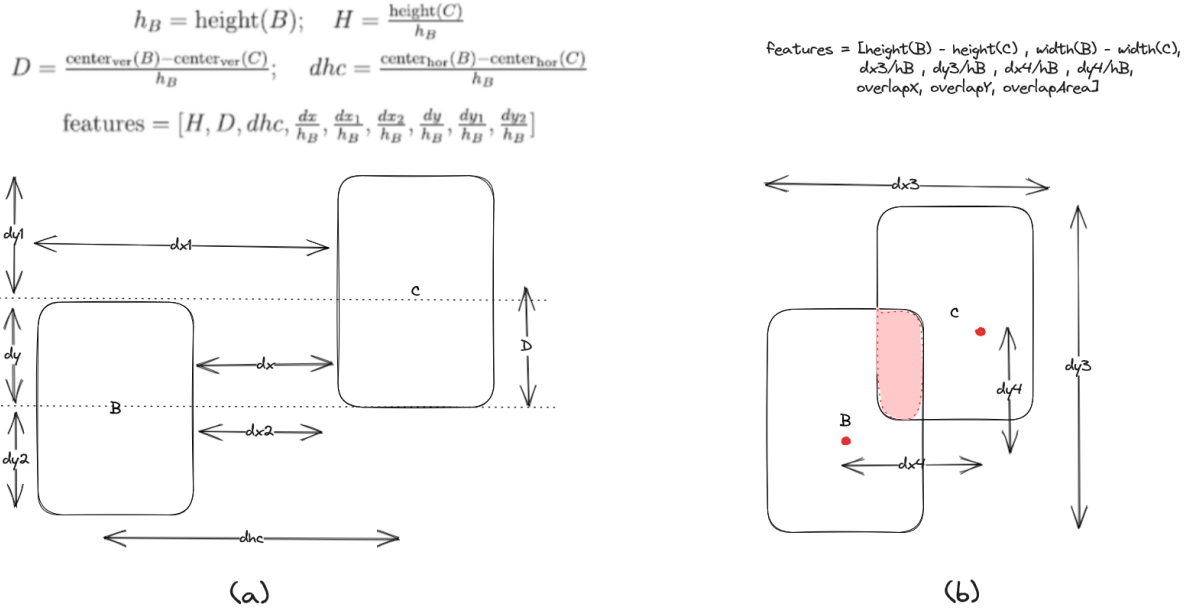 h_B = height(B); H = height(C)/h_B
D = center_ver(B)−center_ver(C)/h_B; dhc = center_hor(B)−center_hor(C)/h_B
features = [H, D, dhc, dx/h_B, dx_1/h_B, dx_2/h_B, dy/h_B, dy_1/h_B, dy_2/h_B]
dy1
dx1
C
dy
dx
D
B
dx2
dy2
dhc
(a)
features = [height(B) - height(C) , width(B) - width(C),
dx3/hB , dy3/hB , dx4/hB , dy4/hB,
overlapX, overlapY, overlapArea]
dx3
C
dy3
dy4
B
dx4
(b)